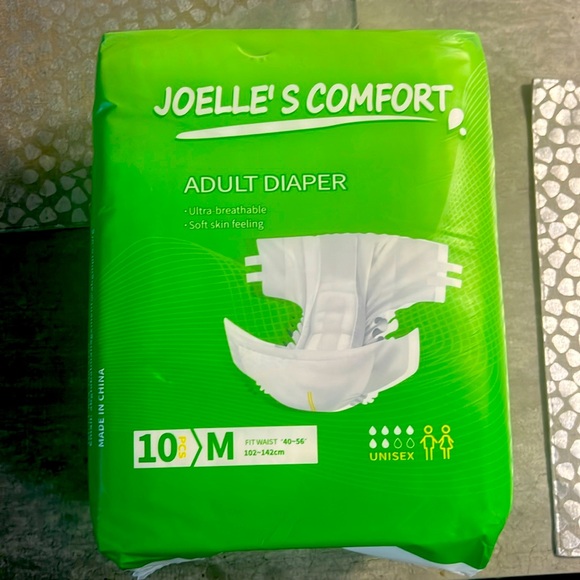 JOELLE' S COMFORT
ADULT DIAPER
·Ultra-breathable
·Soft skin feeling
MADE IN CHINA
10 PCS M
FIT WAIST "40~56"
102~142cm
UNISEX